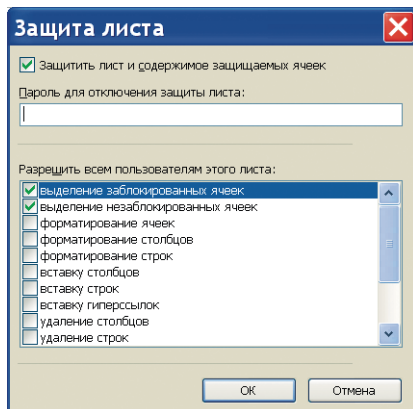 Защита листа
Защитить лист и содержимое защищаемых ячеек
Пароль для отключения защиты листа:
Разрешить всем пользователям этого листа:
выделение заблокированных ячеек
выделение незаблокированных ячеек
форматирование ячеек
форматирование столбцов
форматирование строк
вставку столбцов
вставку строк
вставку гиперссылок
удаление столбцов
удаление строк
ОК
Отмена